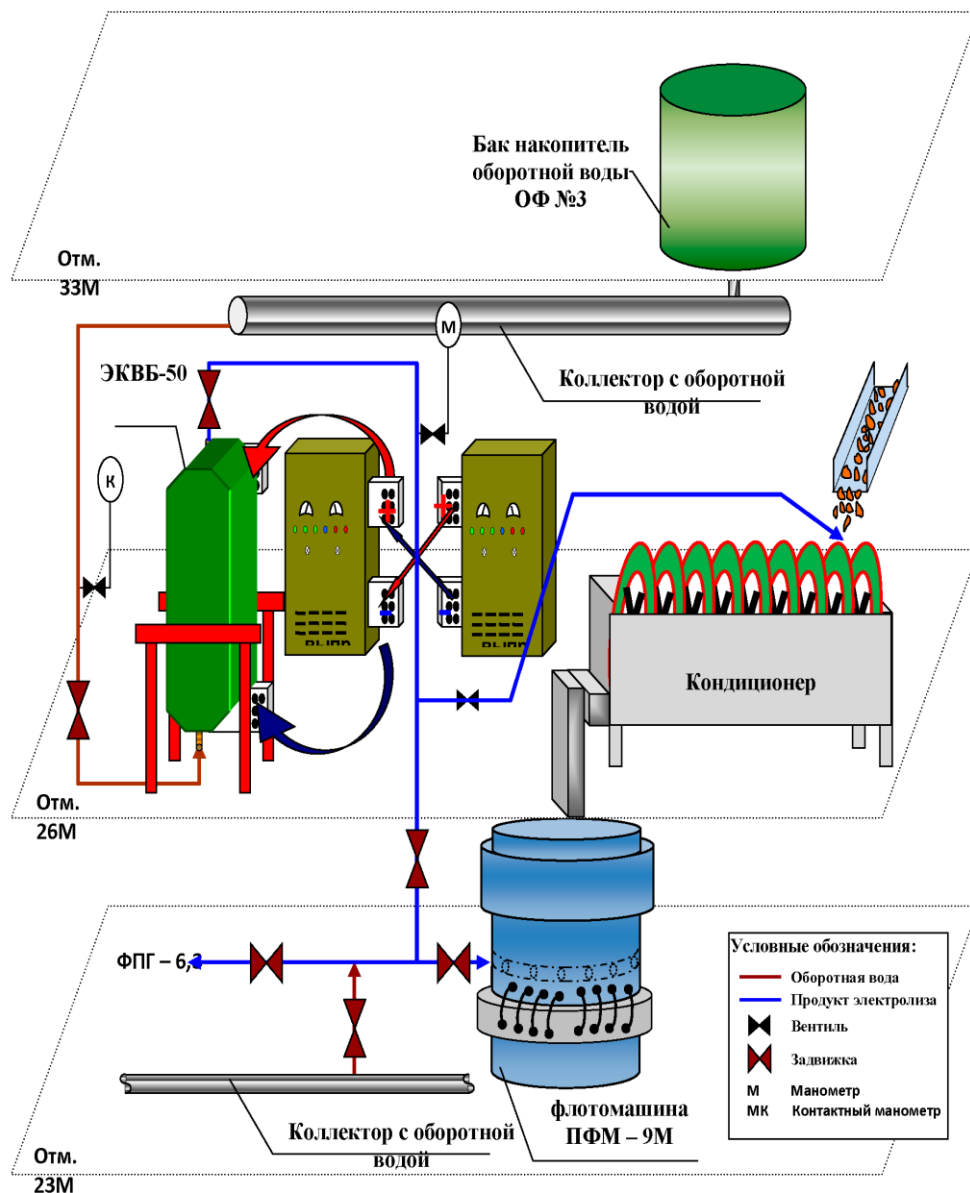 Бак накопитель
оборотной воды
ОФ №3
Отм.
33М
М
ЭКВБ-50
Коллектор с оборотной
водой
К
+
+
-
-
Кондиционер
Отм.
26М
ФПГ – 6,3
Условные обозначения:
Оборотная вода
Продукт электролиза
Вентиль
Задвижка
М Манометр
МК Контактный манометр
флотомашина
ПФМ – 9М
Коллектор с оборотной
водой
Отм.
23М